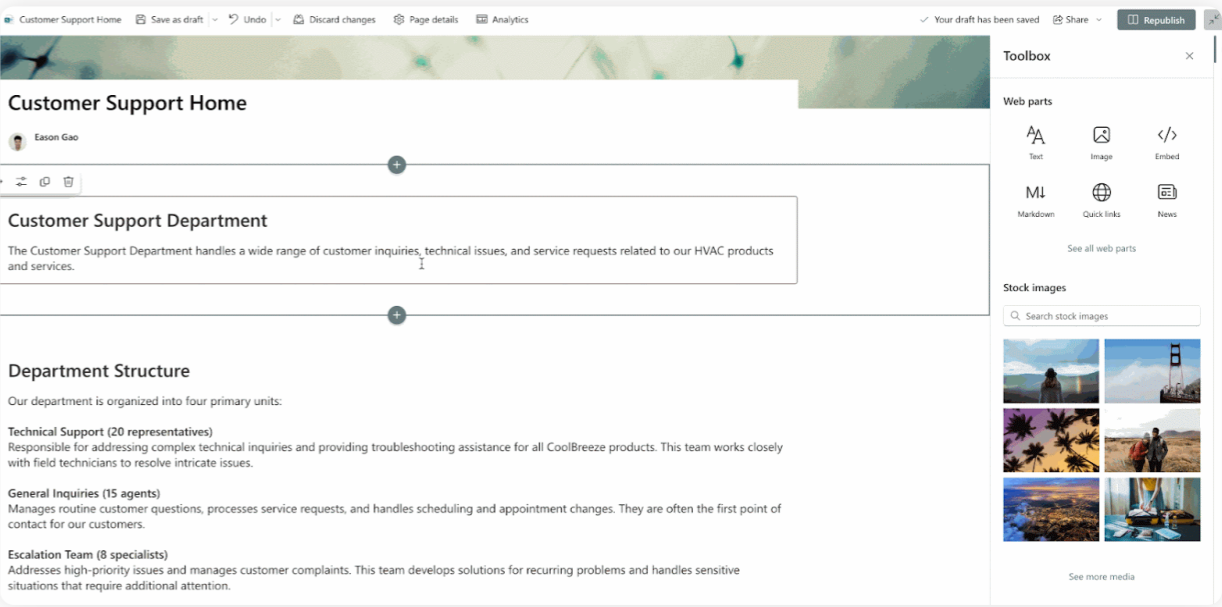 Customer Support Home
Save as draft
Undo
Discard changes
Page details
Analytics
Your draft has been saved
Share
Republish
Customer Support Home
Eason Gao
Customer Support Department
The Customer Support Department handles a wide range of customer inquiries, technical issues, and service requests related to our HVAC products
and services.
Department Structure
Our department is organized into four primary units:
Technical Support (20 representatives)
Responsible for addressing complex technical inquiries and providing troubleshooting assistance for all CoolBreeze products. This team works closely
with field technicians to resolve intricate issues.
General Inquiries (15 agents)
Manages routine customer questions, processes service requests, and handles scheduling and appointment changes. They are often the first point of
contact for our customers.
Escalation Team (8 specialists)
Addresses high-priority issues and manages customer complaints. This team develops solutions for recurring problems and handles sensitive
situations that require additional attention.
Toolbox
Web parts
Text
Image
Embed
Markdown
Quick links
News
See all web parts
Stock images
Search stock images
See more media